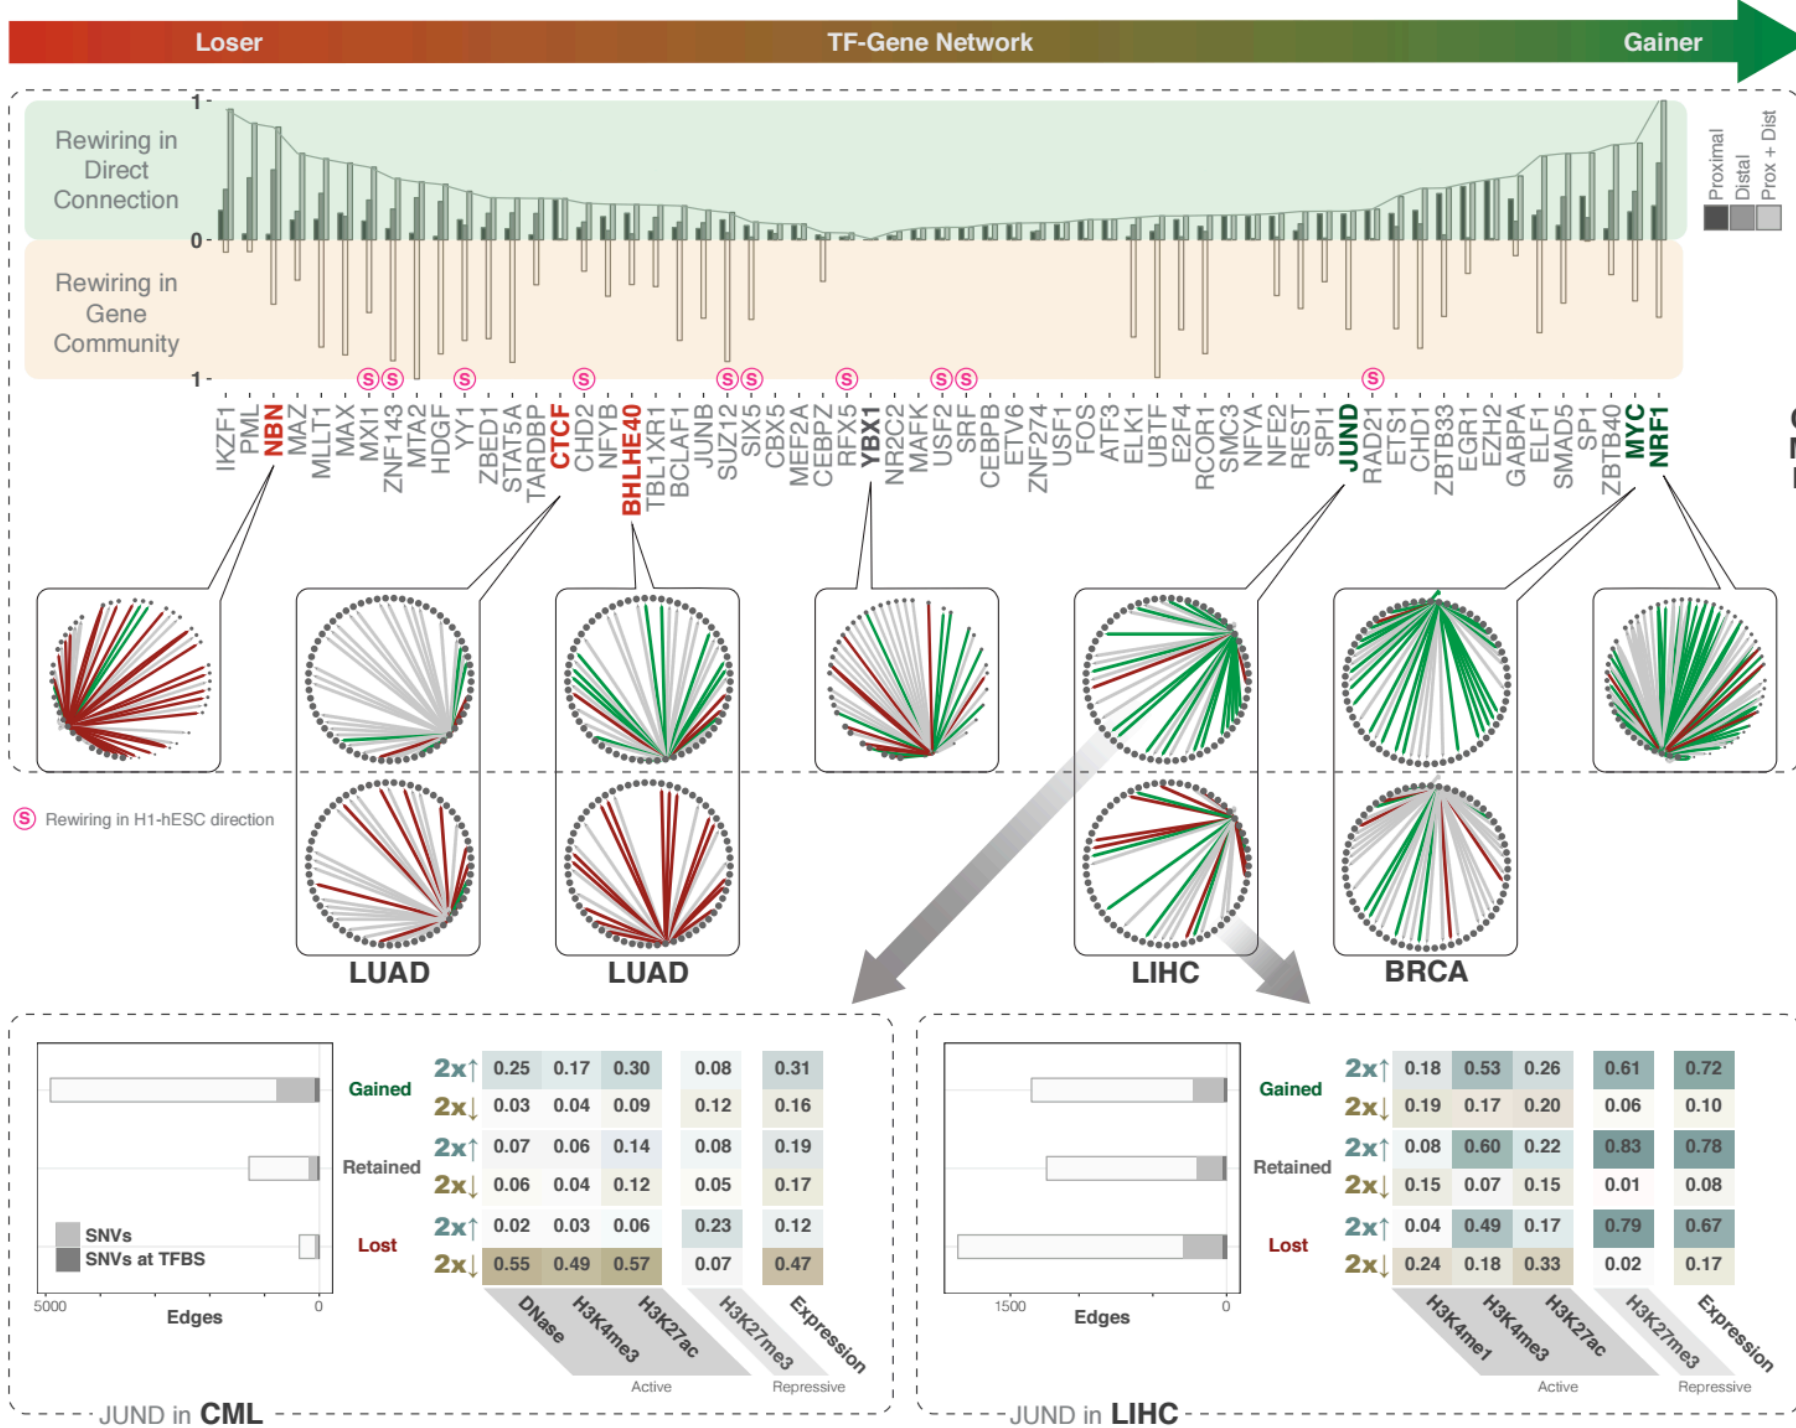 Loser TF-Gene Network Gainer
1
Rewiring in
Direct
Connection
0
Rewiring in
Gene
Community
1
Proximal
Distal
Prox + Dist
S S S S S S S S S S
IKZF1
PML
NBN
MAZ
MLLT1
MAX
MXI1
ZNF143
MTA2
HDGF
YY1
ZBED1
STAT5A
TARDBP
CTCF
CHD2
NFYB
BHLHE40
TBL1XR1
BCLAF1
JUNB
SUZ12
SIX5
CBX5
MEF2A
CEBPZ
RFX5
YBX1
NR2C2
MAFK
USF2
SRF
CEBPB
ETV6
ZNF274
USF1
FOS
ATF3
ELK1
UBTF
E2F4
RCOR1
SMC3
NFYA
NFE2
REST
SPI1
JUND
RAD21
ETS1
CHD1
ZBTB33
EGR1
EZH2
GABPA
ELF1
SMAD5
SP1
ZBTB40
MYC
NRF1
S Rewiring in H1-hESC direction
LUAD LUAD LIHC BRCA
Gained
Retained
Lost
SNVs
SNVs at TFBS
5000 0
Edges
2x↑ 0.25 0.17 0.30 0.08 0.31
2x↓ 0.03 0.04 0.09 0.12 0.16
2x↑ 0.07 0.06 0.14 0.08 0.19
2x↓ 0.06 0.04 0.12 0.05 0.17
2x↑ 0.02 0.03 0.06 0.23 0.12
2x↓ 0.55 0.49 0.57 0.07 0.47
DNase
H3K4me3
H3K27ac
H3K27me3
Expression
Active
Repressive
JUND in CML
Gained
Retained
Lost
1500 0
Edges
2x↑ 0.18 0.53 0.26 0.61 0.72
2x↓ 0.19 0.17 0.20 0.06 0.10
2x↑ 0.08 0.60 0.22 0.83 0.78
2x↓ 0.15 0.07 0.15 0.01 0.08
2x↑ 0.04 0.49 0.17 0.79 0.67
2x↓ 0.24 0.18 0.33 0.02 0.17
H3K4me1
H3K4me3
H3K27ac
H3K27me3
Expression
Active
Repressive
JUND in LIHC